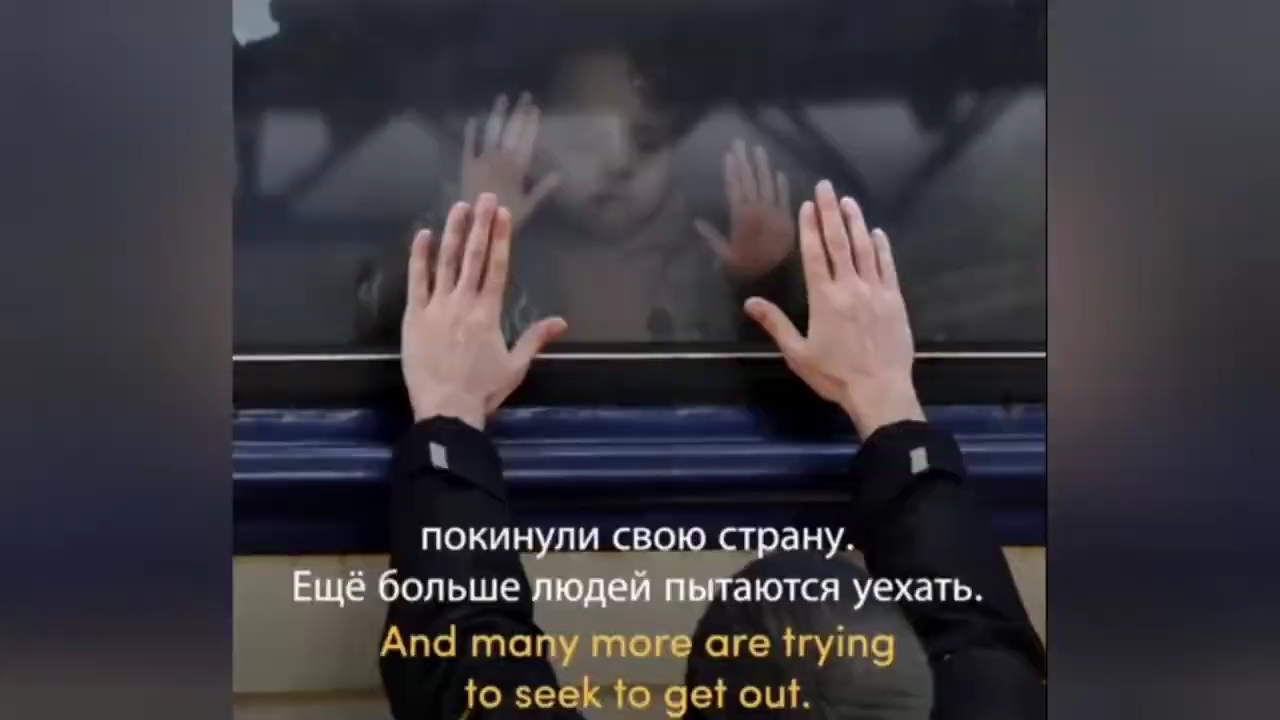 покинули свою страну.
Ещё больше людей пытаются уехать.
And many more are trying
to seek to get out.